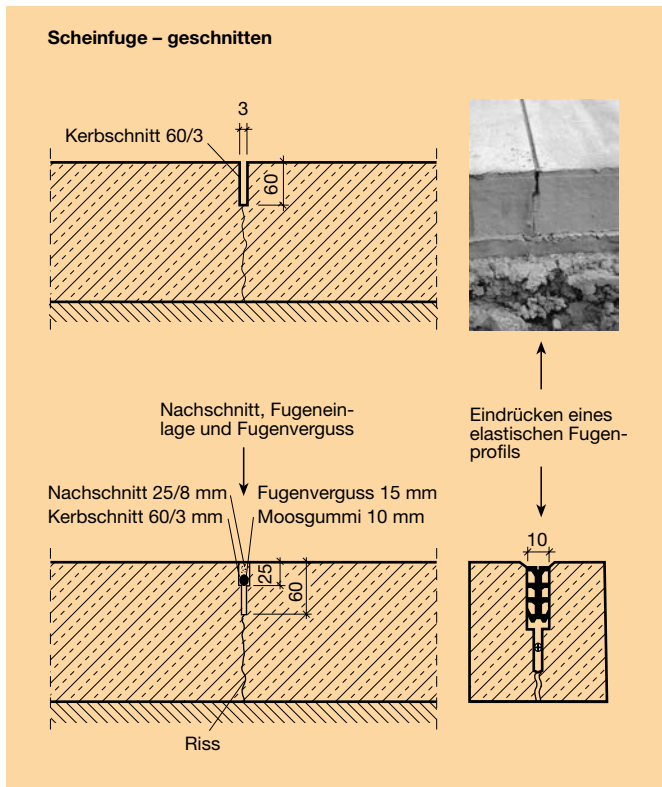 Scheinfuge – geschnitten
3
Kerbschnitt 60/3
60
Nachschnitt, Fugenein-
lage und Fugenverguss
Eindrücken eines
elastischen Fugen-
profils
Nachschnitt 25/8 mm
Fugenverguss 15 mm
Kerbschnitt 60/3 mm
Moosgummi 10 mm
10
25
60
Riss